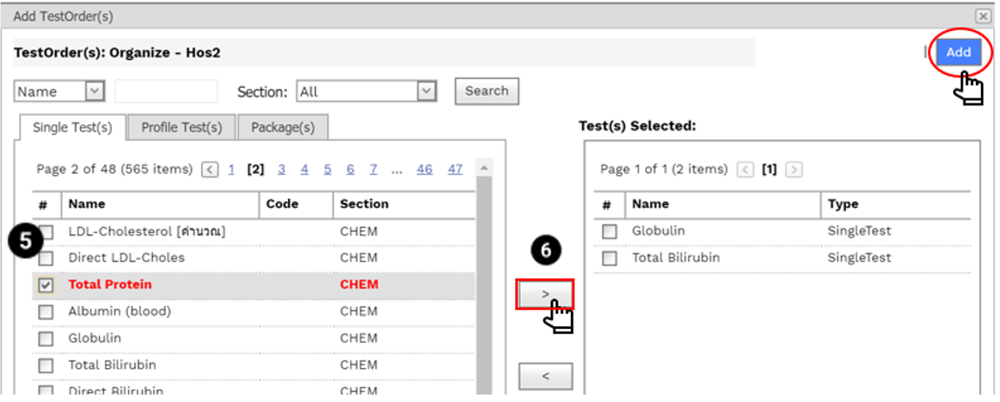 Add TestOrder(s)
TestOrder(s): Organize - Hos2
| Add
Name Section: All Search
Single Test(s) Profile Test(s) Package(s)
Page 2 of 48 (565 items) < 1 [2] 3 4 5 6 7 ... 46 47
# Name Code Section
LDL-Cholesterol [คำนวณ] CHEM
5
Direct LDL-Choles CHEM
Total Protein CHEM
Albumin (blood) CHEM
Globulin CHEM
Total Bilirubin CHEM
Direct Bilirubin CHEM
6
>
<
Test(s) Selected:
Page 1 of 1 (2 items) < [1] >
# Name Type
Globulin SingleTest
Total Bilirubin SingleTest